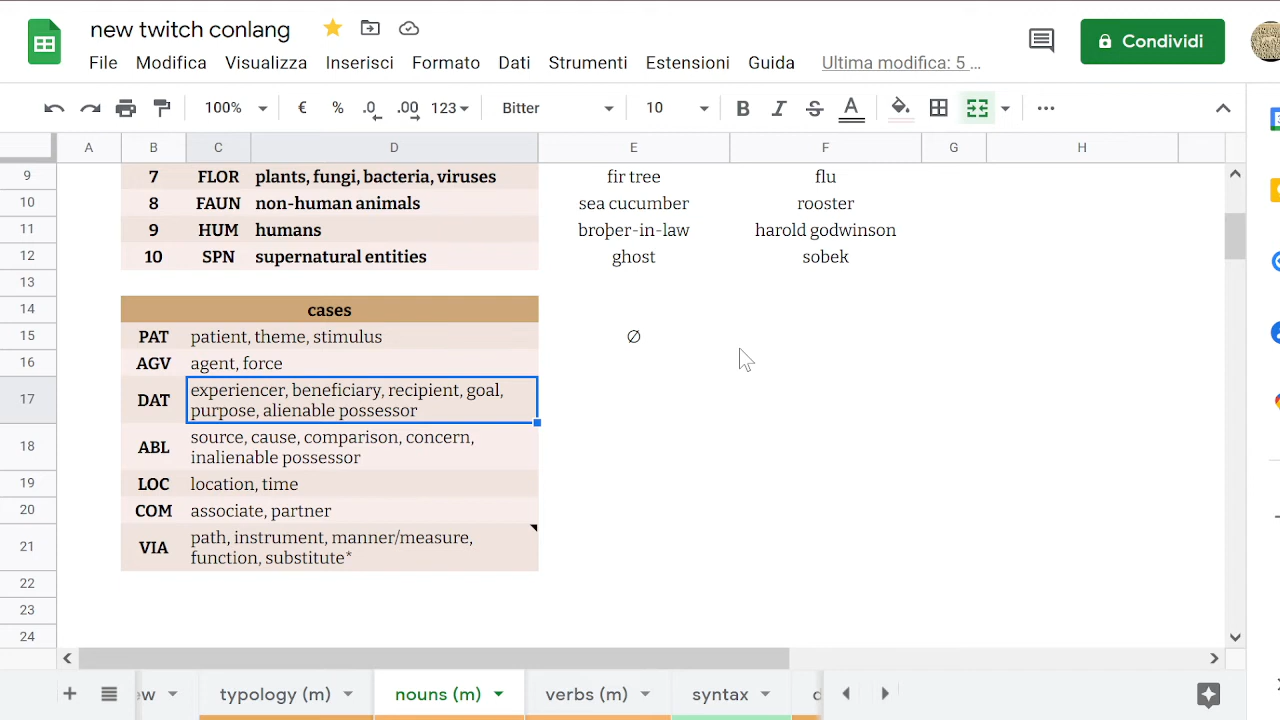 new twitch conlang
Condividi
File Modifica Visualizza Inserisci Formato Dati Strumenti Estensioni Guida Ultima modifica: 5 …
100% € % .0 .00 123 Bitter 10 B I S A
A B C D E F G H
9 7 FLOR plants, fungi, bacteria, viruses fir tree flu
10 8 FAUN non-human animals sea cucumber rooster
11 9 HUM humans broþer-in-law harold godwinson
12 10 SPN supernatural entities ghost sobek
13
14 cases
15 PAT patient, theme, stimulus ∅
16 AGV agent, force
17 DAT experiencer, beneficiary, recipient, goal,
purpose, alienable possessor
18 ABL source, cause, comparison, concern,
inalienable possessor
19 LOC location, time
20 COM associate, partner
21 VIA path, instrument, manner/measure,
function, substitute*
22
23
24
w typology (m) nouns (m) verbs (m) syntax d